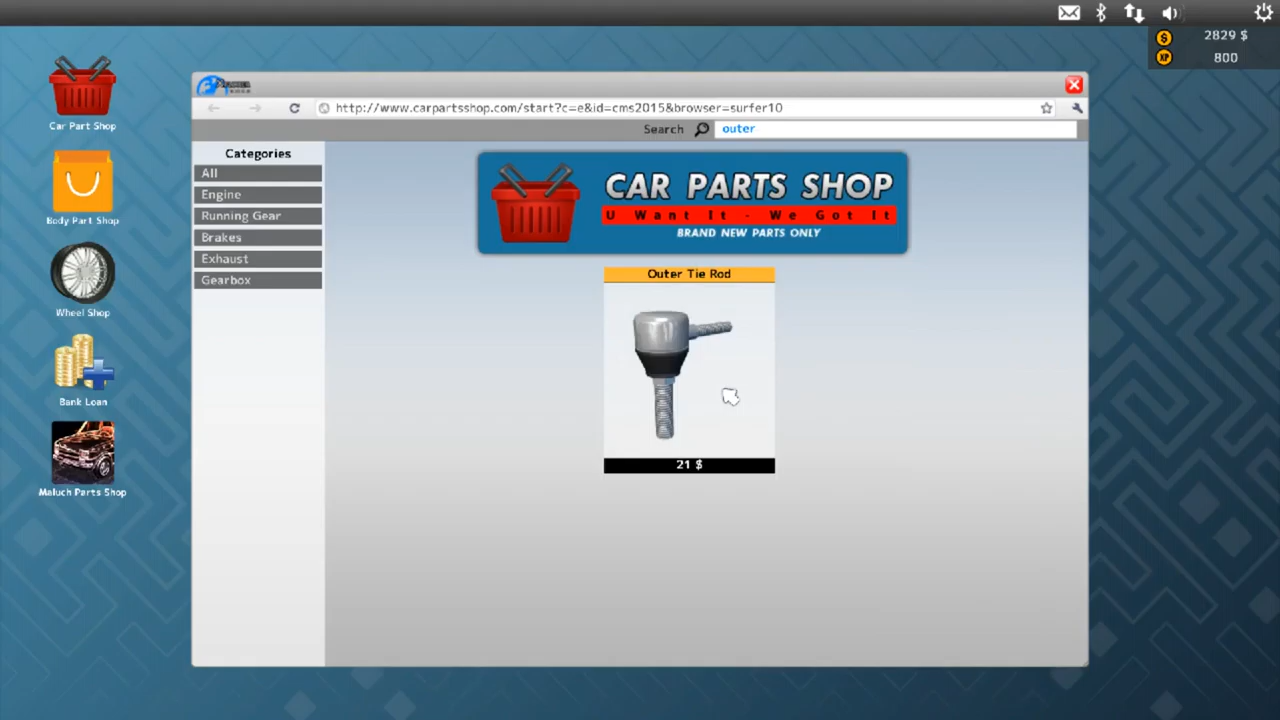 2829 $
800
Car Part Shop
Body Part Shop
Wheel Shop
Bank Loan
Maluch Parts Shop
http://www.carpartsshop.com/start?c=e&id=cms2015&browser=surfer10
Search outer
Categories
All
Engine
Running Gear
Brakes
Exhaust
Gearbox
CAR PARTS SHOP
U Want It - We Got It
BRAND NEW PARTS ONLY
Outer Tie Rod
21 $